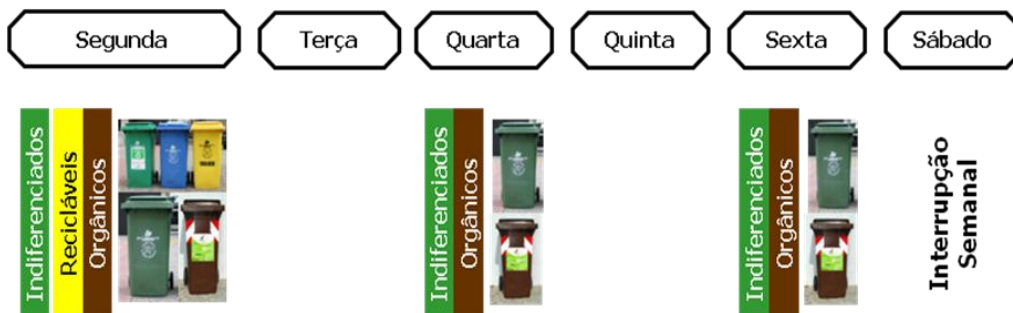 Segunda
Terça
Quarta
Quinta
Sexta
Sábado
Indiferenciados
Recicláveis
Orgânicos
Indiferenciados
Orgânicos
Indiferenciados
Orgânicos
Interrupção
Semanal